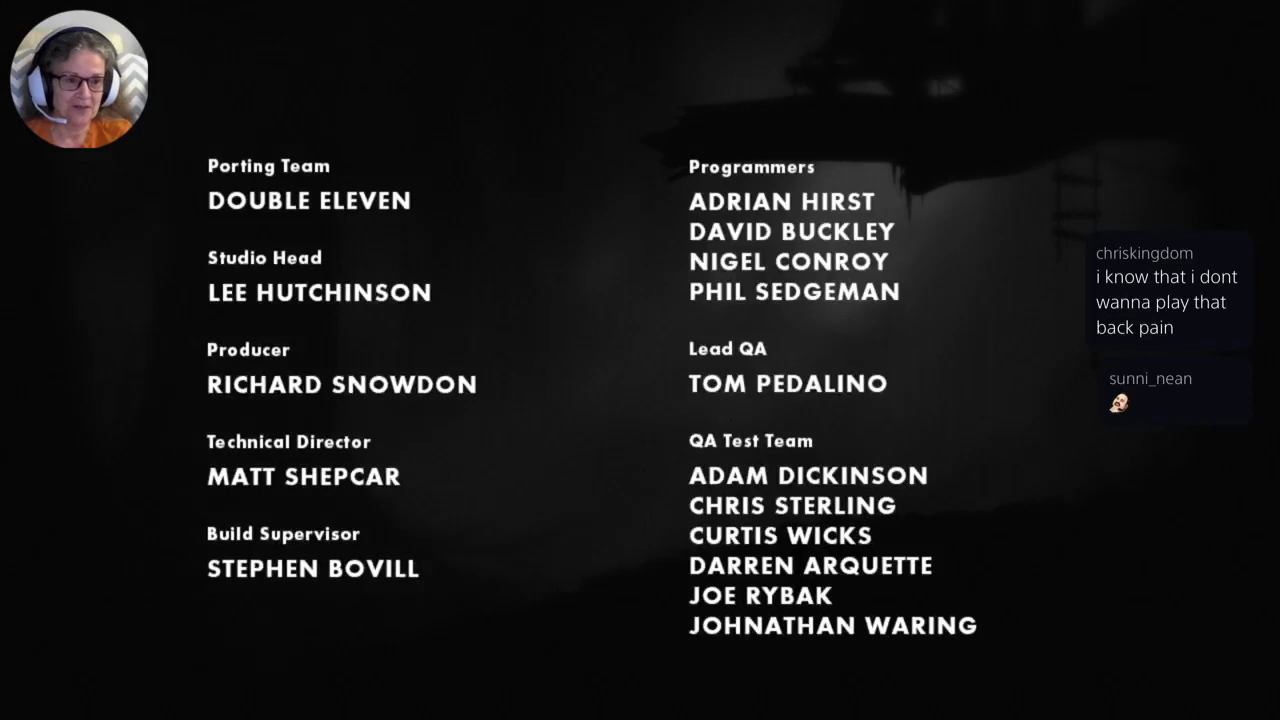 Porting Team
DOUBLE ELEVEN
Studio Head
LEE HUTCHINSON
Producer
RICHARD SNOWDON
Technical Director
MATT SHEPCAR
Build Supervisor
STEPHEN BOVILL
Programmers
ADRIAN HIRST
DAVID BUCKLEY
NIGEL CONROY
PHIL SEDGEMAN
Lead QA
TOM PEDALINO
QA Test Team
ADAM DICKINSON
CHRIS STERLING
CURTIS WICKS
DARREN ARQUETTE
JOE RYBAK
JOHNATHAN WARING
chriskingdom
i know that i dont
wanna play that
back pain
sunni_nean